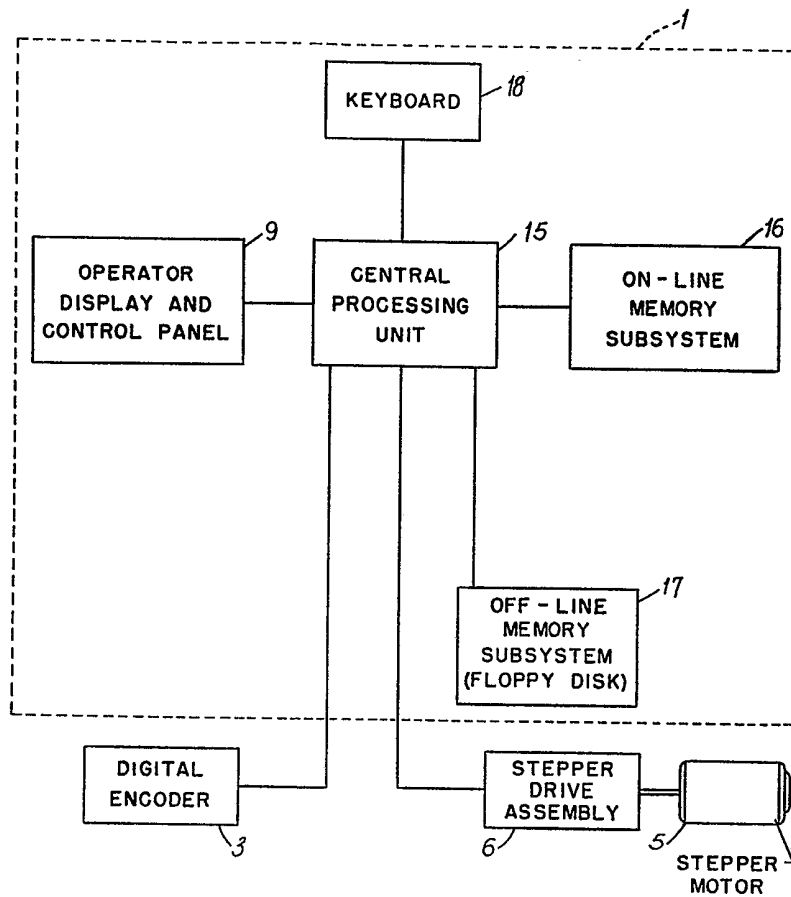 1
KEYBOARD
18
9
15
16
OPERATOR
DISPLAY AND
CONTROL PANEL
CENTRAL
PROCESSING
UNIT
ON-LINE
MEMORY
SUBSYSTEM
17
OFF-LINE
MEMORY
SUBSYSTEM
(FLOPPY DISK)
DIGITAL
ENCODER
3
STEPPER
DRIVE
ASSEMBLY
6
5
STEPPER
MOTOR